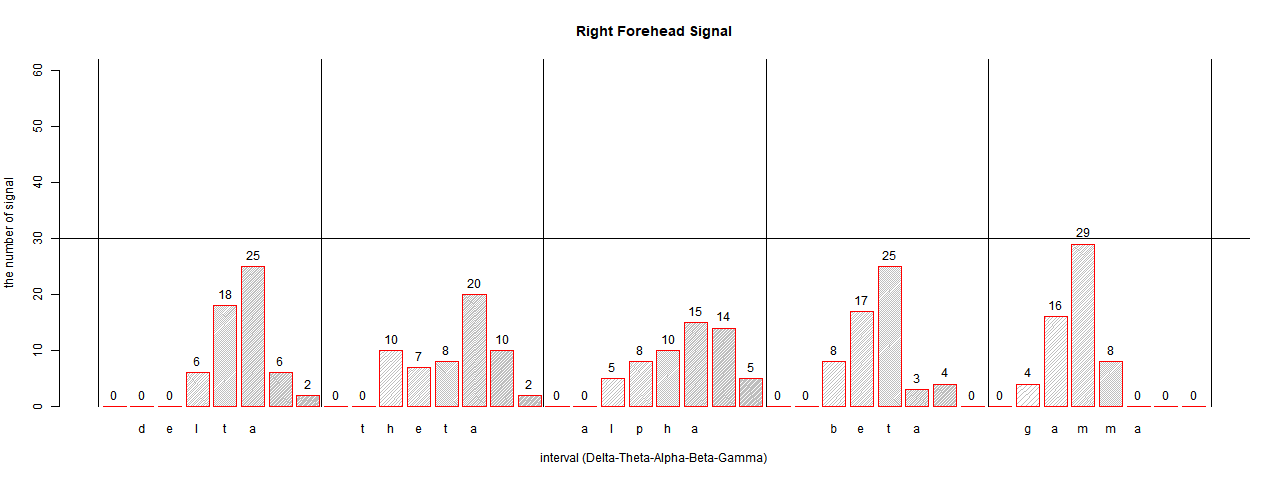 Right Forehead Signal
the number of signal
60
50
40
30
20
10
0
0 0 0 6 18 25 6 2 0 0 10 7 8 20 10 2 0 0 5 8 10 15 14 5 0 0 8 17 25 3 4 0 0 4 16 29 8 0 0 0
d e l t a t h e t a a l p h a b e t a g a m m a
interval (Delta-Theta-Alpha-Beta-Gamma)